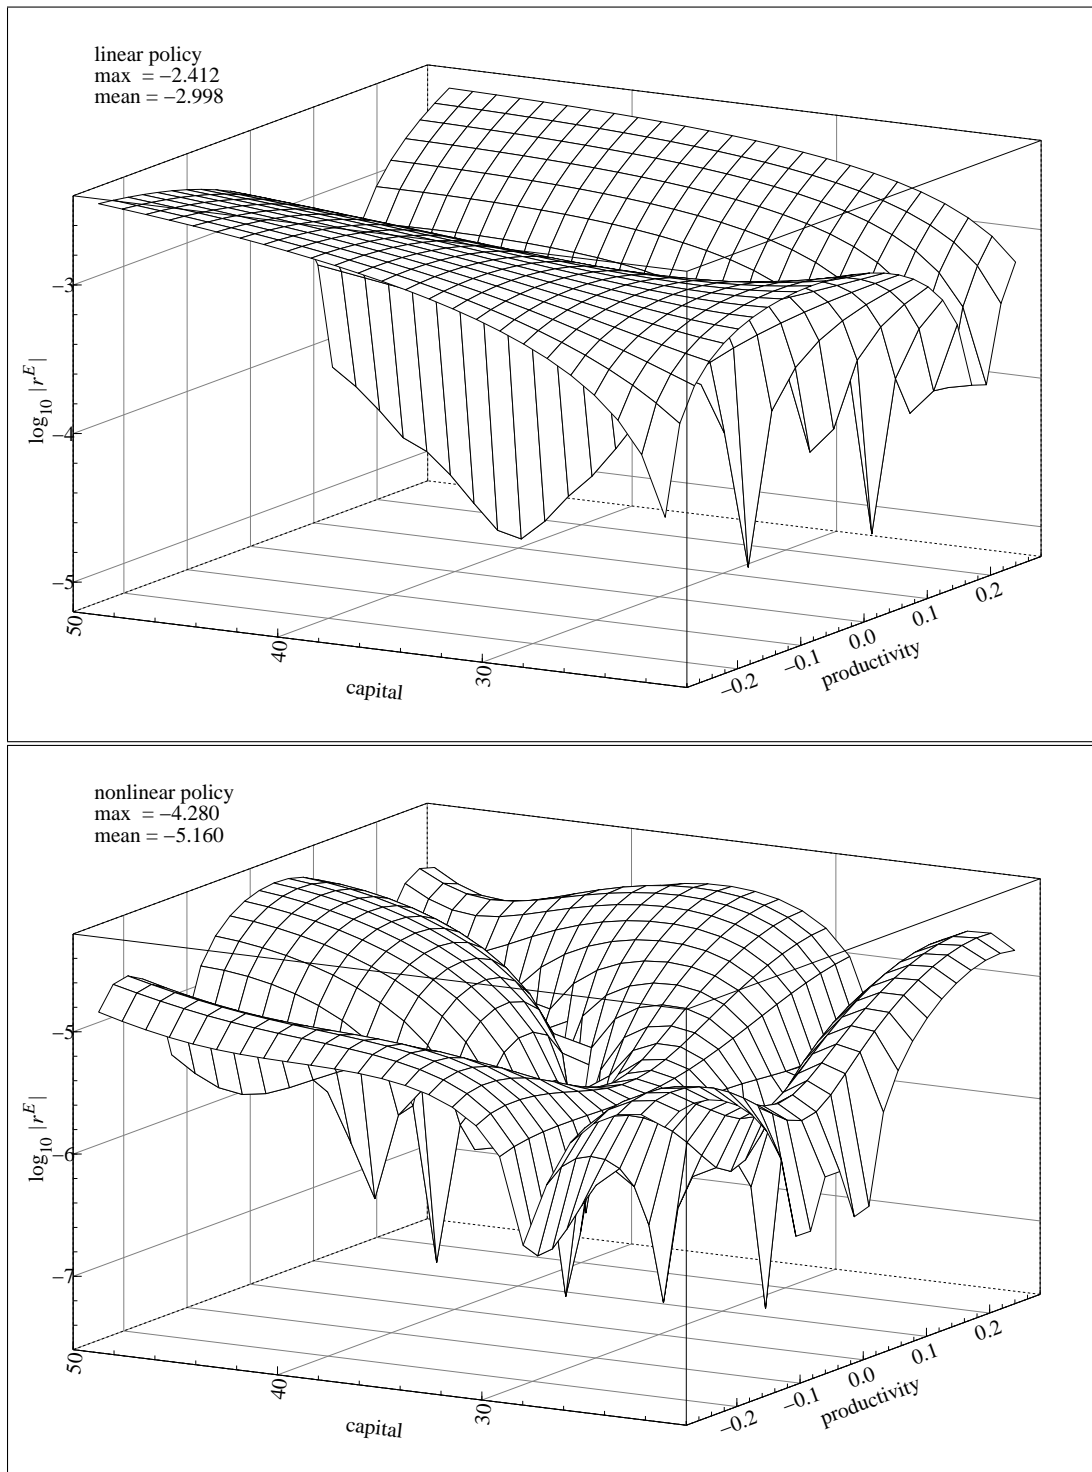 linear policy
max = −2.412
mean = −2.998
log10 |r^E|
−3
−4
−5
50
40
30
capital
−0.2
−0.1
0.0
0.1
0.2
productivity
nonlinear policy
max = −4.280
mean = −5.160
log10 |r^E|
−5
−6
−7
50
40
30
capital
−0.2
−0.1
0.0
0.1
0.2
productivity